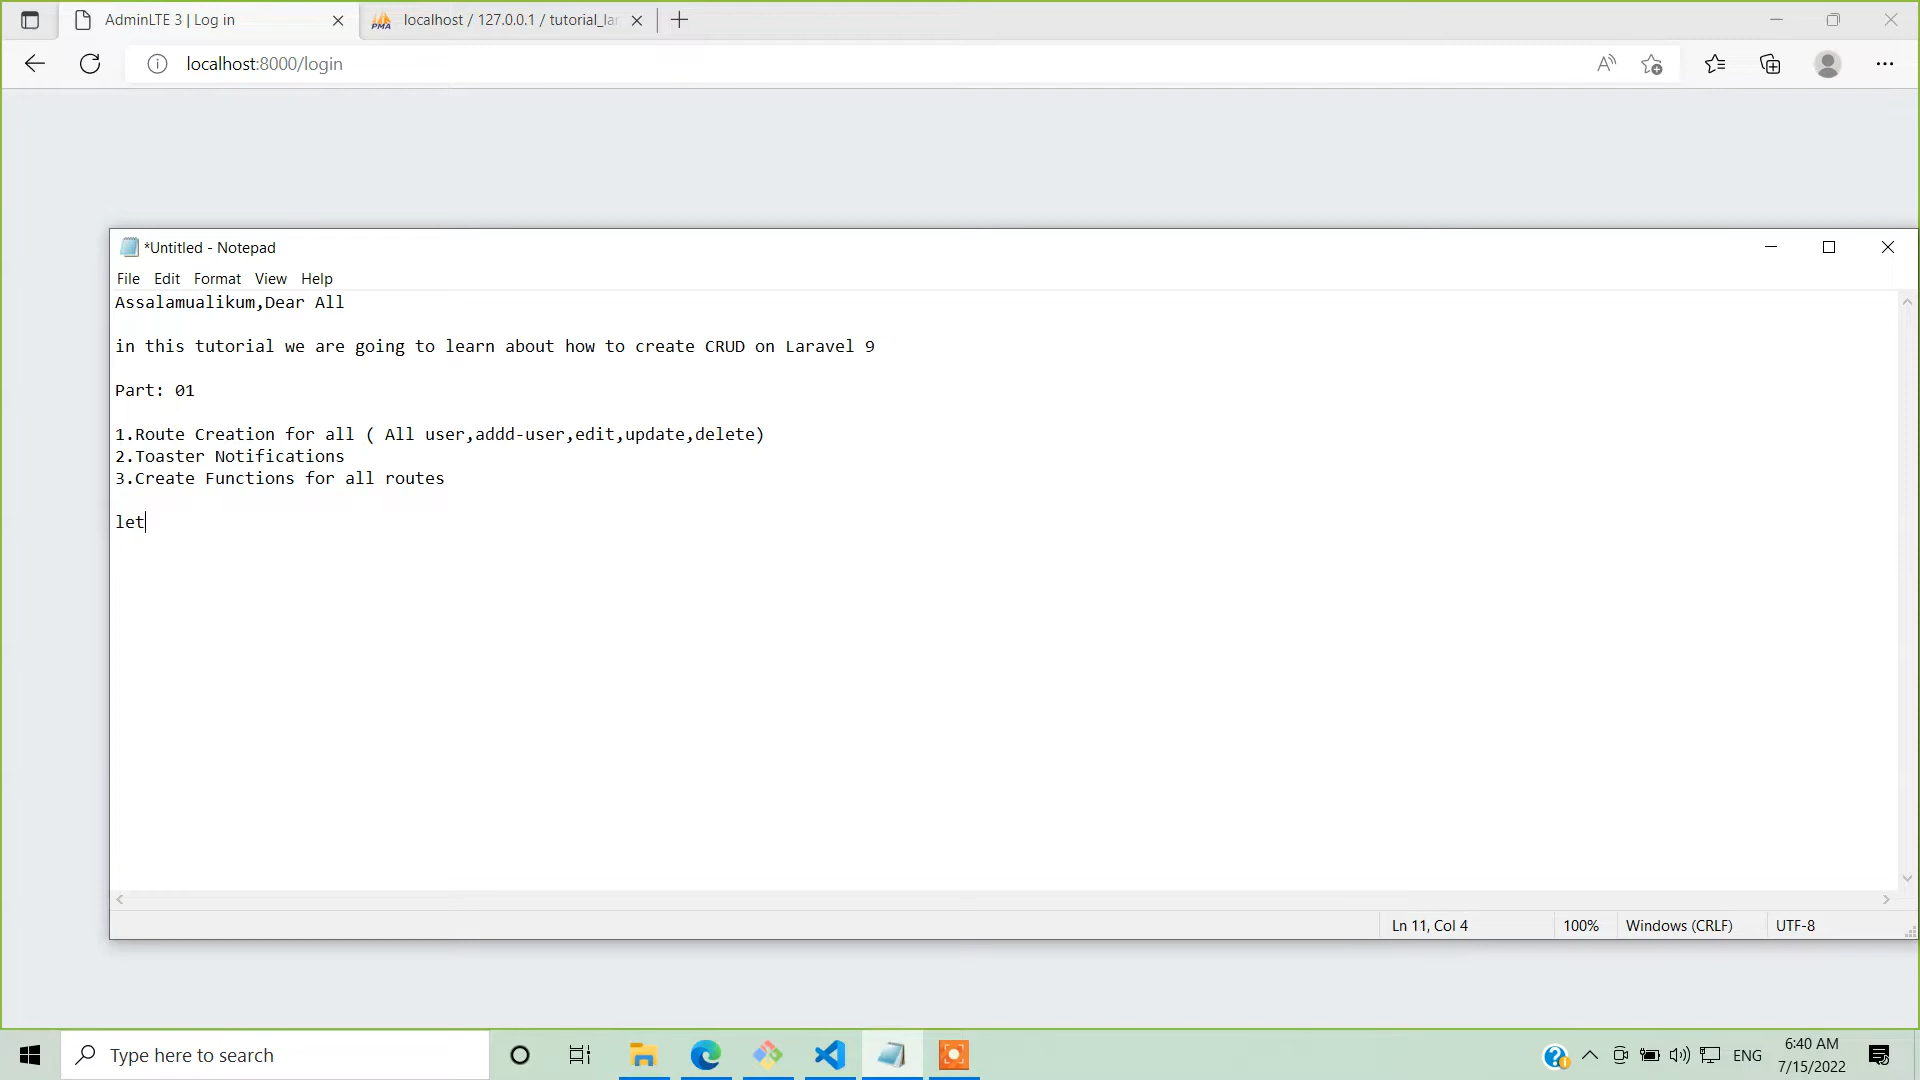 AdminLTE 3 | Log in
PMA
localhost / 127.0.0.1 / tutorial_la
localhost:8000/login
*Untitled - Notepad
File Edit Format View Help
Assalamualikum,Dear All
in this tutorial we are going to learn about how to create CRUD on Laravel 9
Part: 01
1.Route Creation for all ( All user,addd-user,edit,update,delete)
2.Toaster Notifications
3.Create Functions for all routes
let
Ln 11, Col 4
100%
Windows (CRLF)
UTF-8
Type here to search
ENG
6:40 AM
7/15/2022